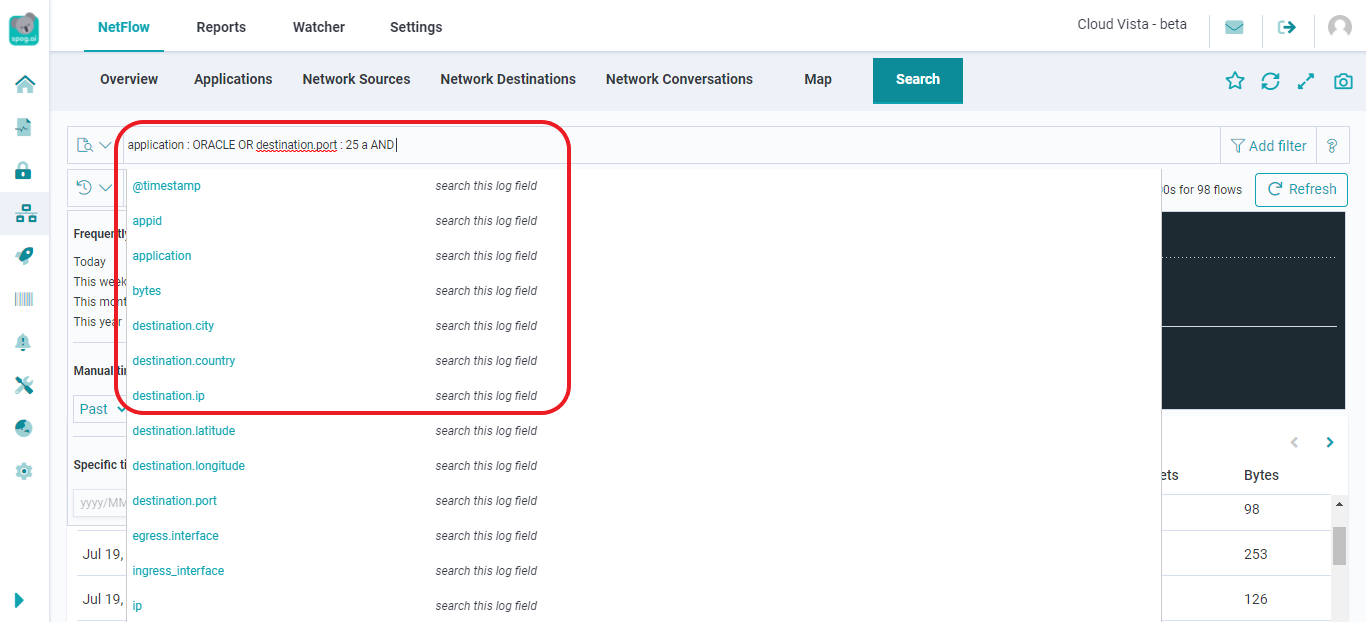 spog.ai
NetFlow Reports Watcher Settings
Cloud Vista - beta
Overview Applications Network Sources Network Destinations Network Conversations Map Search
application : ORACLE OR destination.port : 25 a AND
Add filter
@timestamp search this log field
0s for 98 flows Refresh
appid search this log field
Frequently
Today
application search this log field
This week
bytes search this log field
This mont
This year
destination.city search this log field
destination.country search this log field
Manual
destination.ip search this log field
Past
destination.latitude search this log field
Specific ti
destination.longitude search this log field
ets Bytes
yyyy/MM
destination.port search this log field
98
egress.interface search this log field
Jul 19,
253
ingress_interface search this log field
Jul 19,
126
ip search this log field